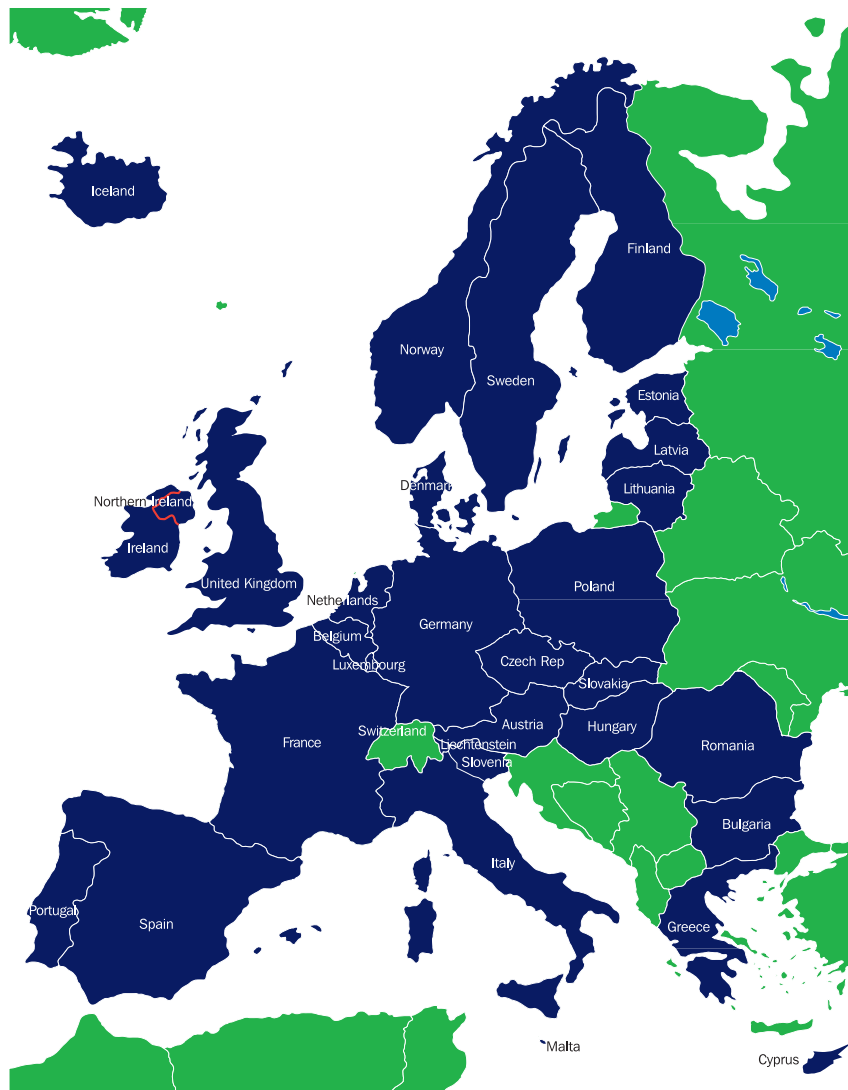 Iceland
Finland
Norway
Sweden
Estonia
Latvia
Denmark
Lithuania
Northern Ireland
Ireland
United Kingdom
Poland
Netherlands
Germany
Belgium
Czech Rep
Luxembourg
Slovakia
Austria
Switzerland
Hungary
France
Liechtenstein
Romania
Slovenia
Bulgaria
Italy
Portugal
Spain
Greece
Malta
Cyprus